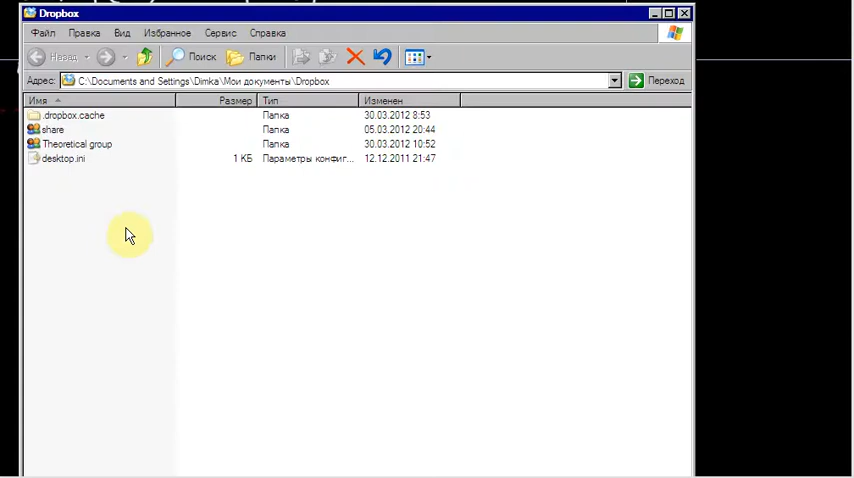 Dropbox
Файл Правка Вид Избранное Сервис Справка
Назад Поиск Папки
Адрес: C:\Documents and Settings\Dimka\Мои документы\Dropbox Переход
Имя Размер Тип Изменен
.dropbox.cache Папка 30.03.2012 8:53
share Папка 05.03.2012 20:44
Theoretical group Папка 30.03.2012 10:52
desktop.ini 1 КБ Параметры конфиг... 12.12.2011 21:47